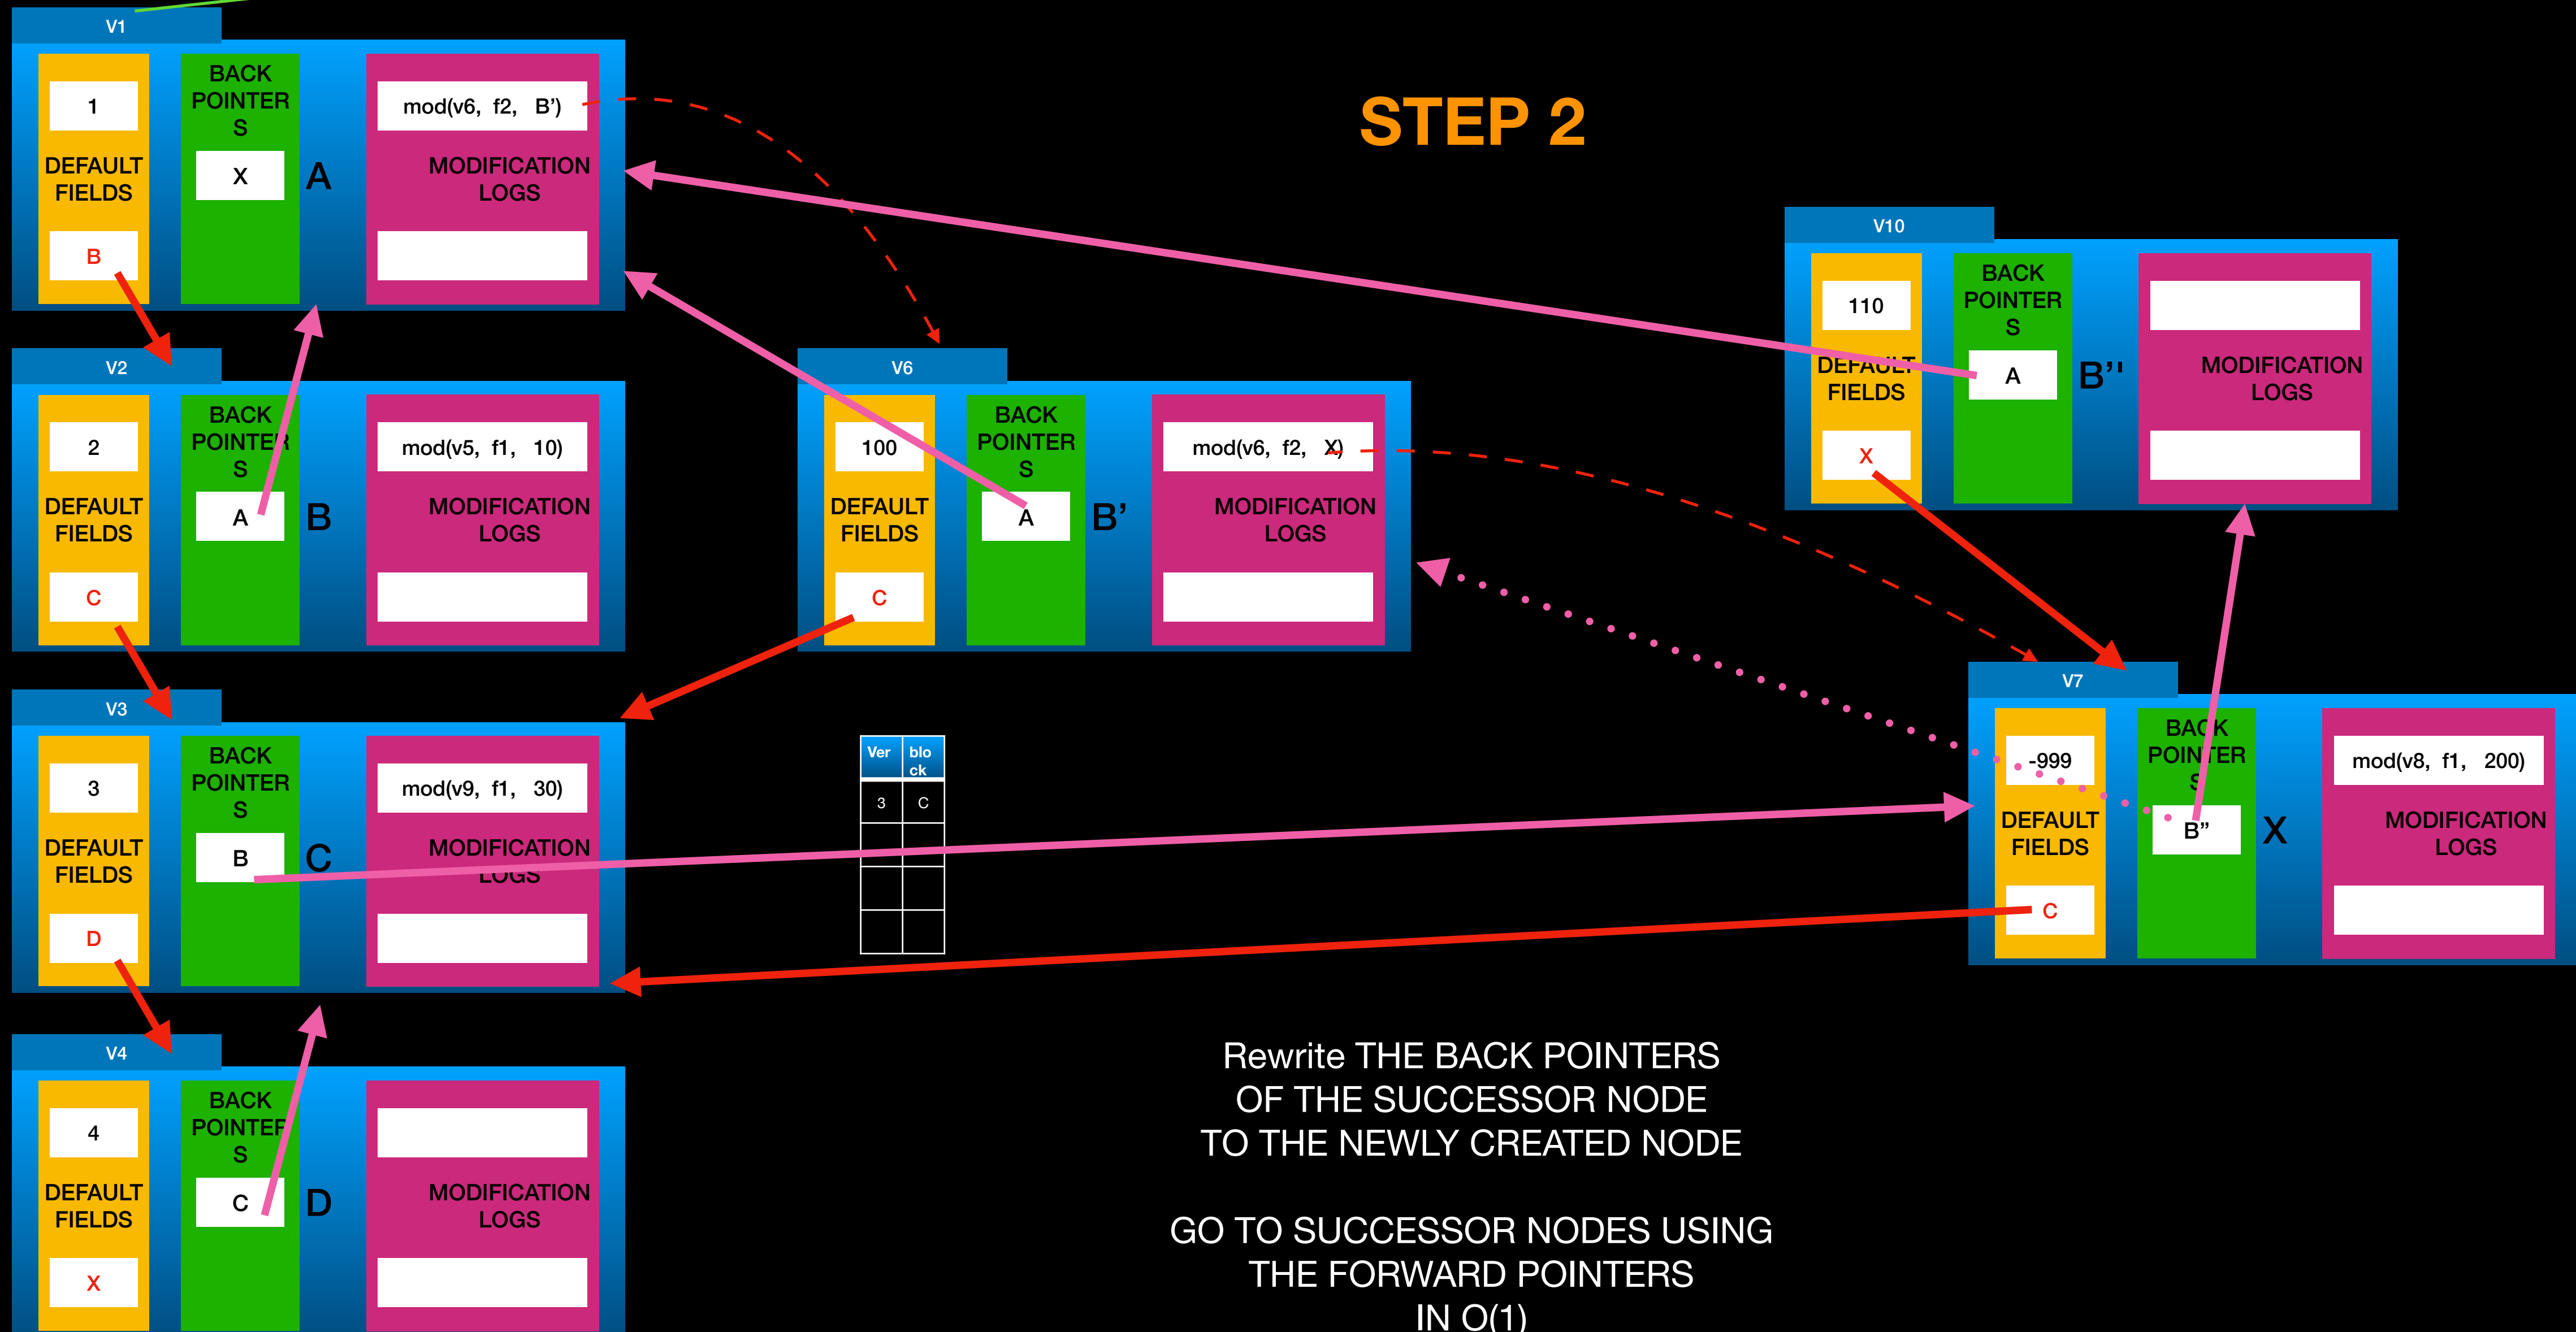 V1
1
DEFAULT
FIELDS
B
BACK
POINTER
S
X
A
mod(v6, f2, B’)
MODIFICATION
LOGS
STEP 2
V10
110
DEFAULT
FIELDS
X
BACK
POINTER
S
A
B''
MODIFICATION
LOGS
V2
2
DEFAULT
FIELDS
C
BACK
POINTER
S
A
B
mod(v5, f1, 10)
MODIFICATION
LOGS
V6
100
DEFAULT
FIELDS
C
BACK
POINTER
S
A
B’
mod(v6, f2, X)
MODIFICATION
LOGS
V3
3
DEFAULT
FIELDS
D
BACK
POINTER
S
B
C
mod(v9, f1, 30)
MODIFICATION
LOGS
Ver
blo
ck
3
C
V7
-999
DEFAULT
FIELDS
C
BACK
POINTER
S
B”
X
mod(v8, f1, 200)
MODIFICATION
LOGS
V4
4
DEFAULT
FIELDS
X
BACK
POINTER
S
C
D
MODIFICATION
LOGS
Rewrite THE BACK POINTERS
OF THE SUCCESSOR NODE
TO THE NEWLY CREATED NODE
GO TO SUCCESSOR NODES USING
THE FORWARD POINTERS
IN O(1)